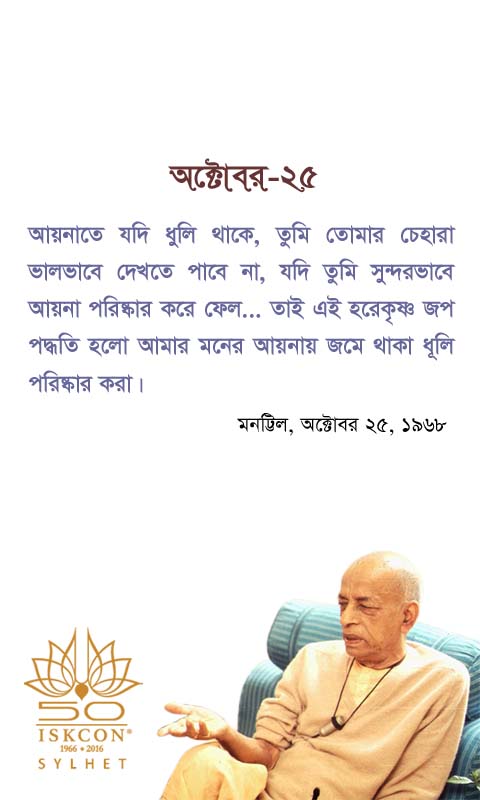 অক্টোবর-২৫
আয়নাতে যদি ধুলি থাকে, তুমি তোমার চেহারা
ভালভাবে দেখতে পাবে না, যদি তুমি সুন্দরভাবে
আয়না পরিষ্কার করে ফেল... তাই এই হরেকৃষ্ণ জপ
পদ্ধতি হলো আমার মনের আয়নায় জমে থাকা ধূলি
পরিষ্কার করা।
মনট্টিল, অক্টোবর ২৫, ১৯৬৮
50
ISKCON®
1966 • 2016
SYLHET